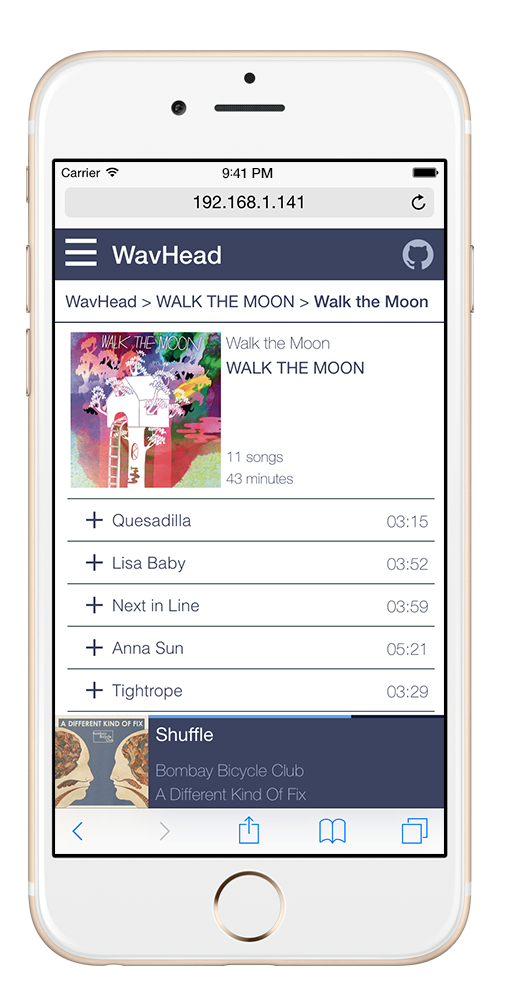 Carrier 9:41 PM
192.168.1.141
WavHead
WavHead > WALK THE MOON > Walk the Moon
WALK THE MOON
Walk the Moon
WALK THE MOON
11 songs
43 minutes
+ Quesadilla 03:15
+ Lisa Baby 03:52
+ Next in Line 03:59
+ Anna Sun 05:21
+ Tightrope 03:29
A DIFFERENT KIND OF FIX
Bombay
Bicycle
Club
Shuffle
Bombay Bicycle Club
A Different Kind Of Fix